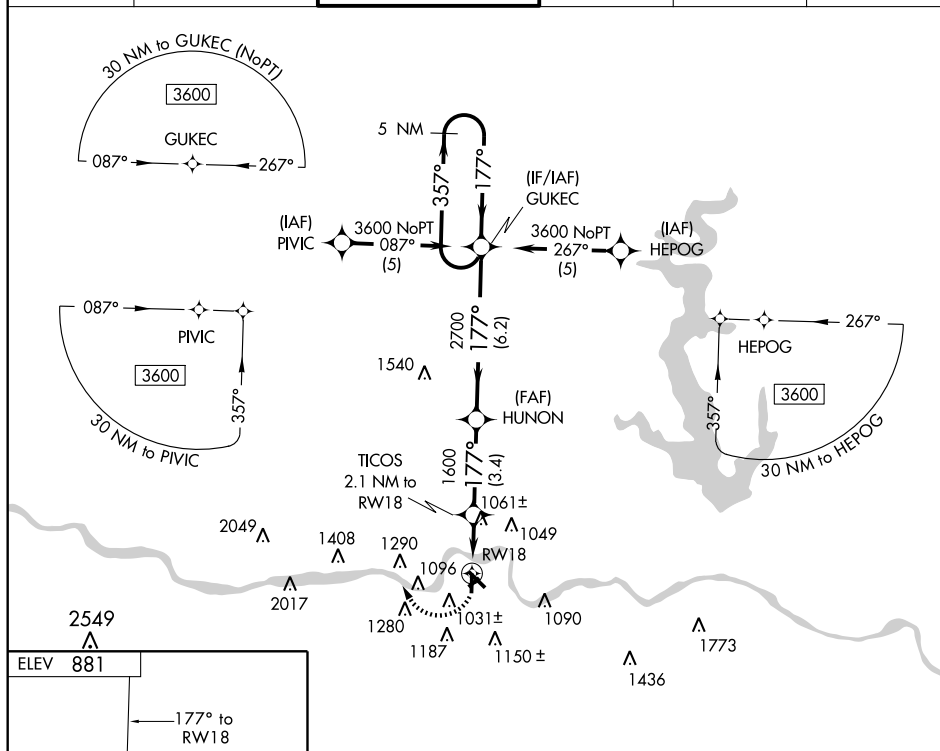 30 NM to GUKEC (NoPT)
3600
GUKEC
087°
267°
5 NM
357°
177°
(IF/IAF)
GUKEC
(IAF)
PIVIC
3600 NoPT
087°
(5)
3600 NoPT
267°
(5)
(IAF)
HEPOG
087°
PIVIC
3600
357°
30 NM to PIVIC
2700
177°
(6.2)
267°
HEPOG
3600
357°
30 NM to HEPOG
1540
(FAF)
HUNON
1600
177°
(3.4)
TICOS
2.1 NM to
RW18
1061±
1049
2049
1408
1290
1096
RW18
2017
1280
1031±
1090
1187
1150 ±
1773
1436
2549
ELEV 881
177° to
RW18